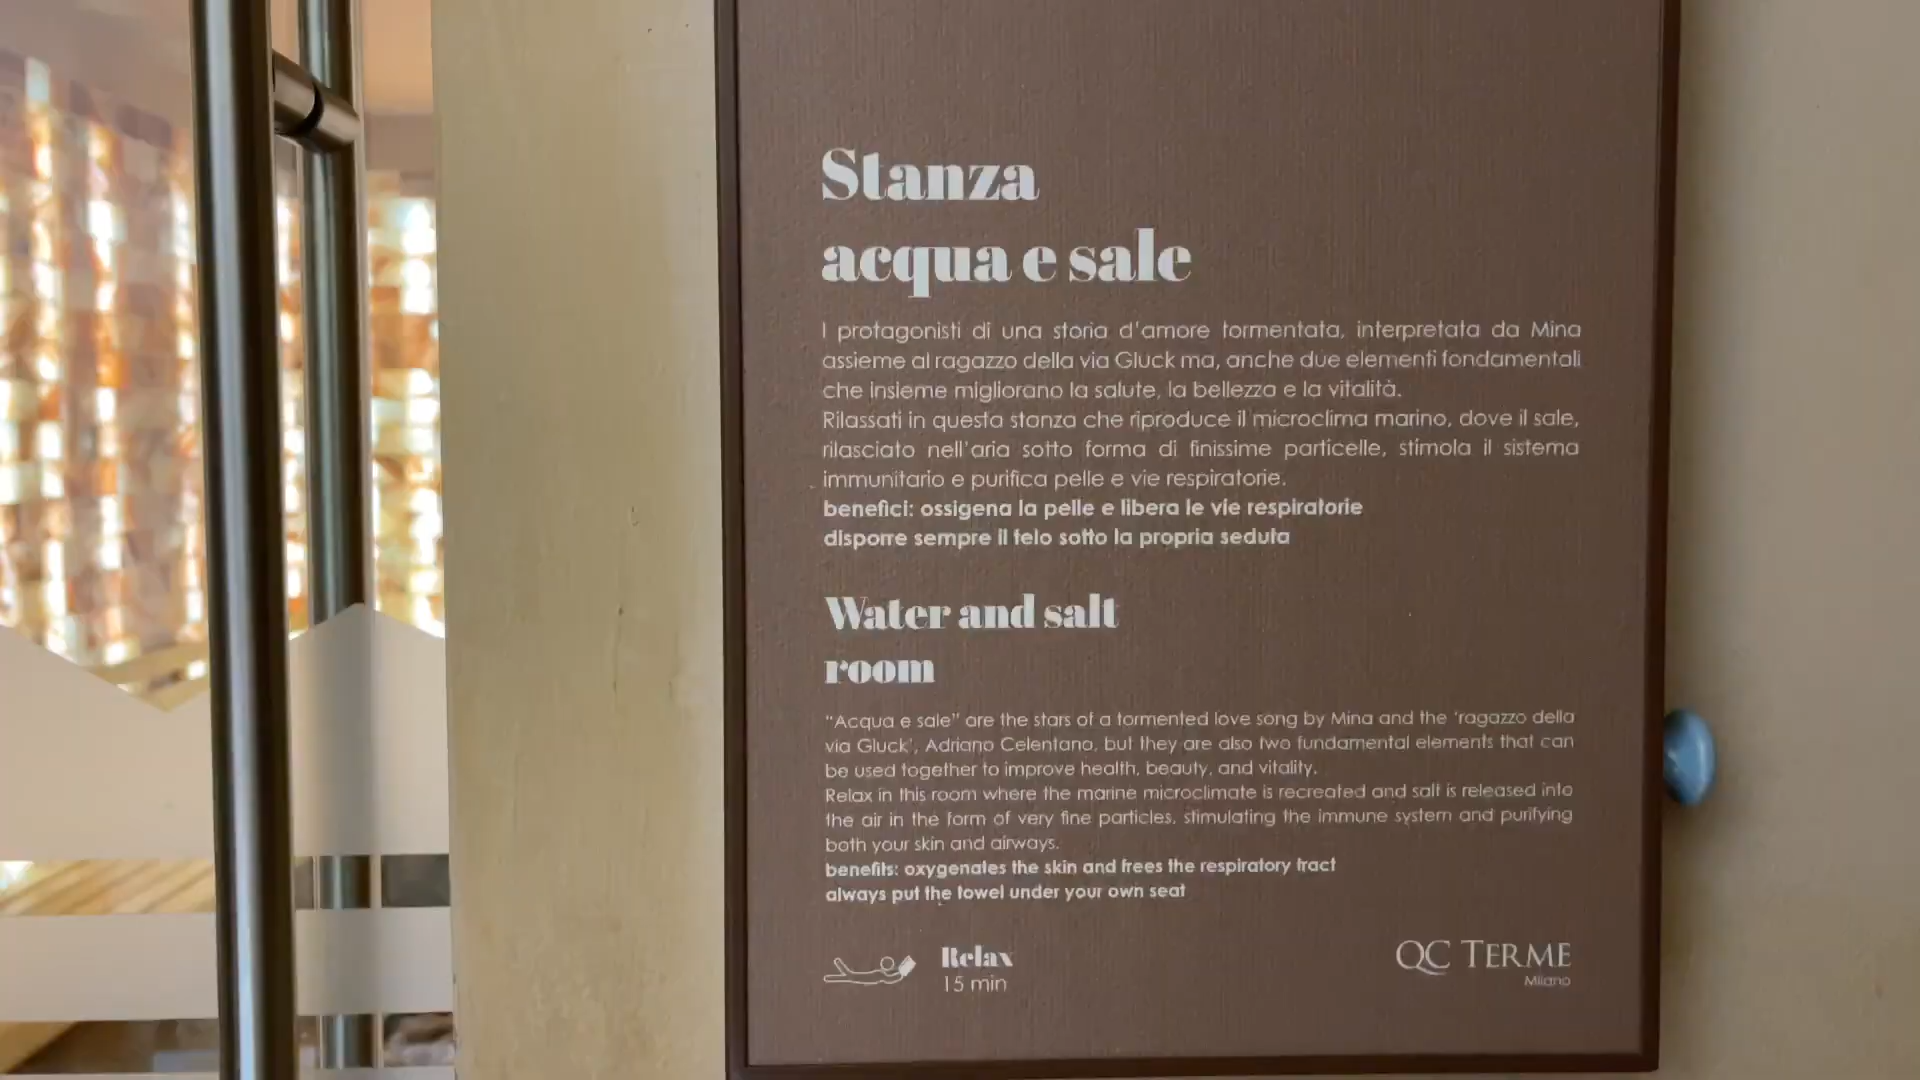 Stanza
acqua e sale
I protagonisti di una storia d'amore tormentata, interpretata da Mina
assieme al ragazzo della via Gluck ma, anche due elementi fondamentali
che insieme migliorano la salute, la bellezza e la vitalità.
Rilassati in questa stanza che riproduce il microclima marino, dove il sale,
rilasciato nell'aria sotto forma di finissime particelle, stimola il sistema
immunitario e purifica pelle e vie respiratorie.
benefici: ossigena la pelle e libera le vie respiratorie
disporre sempre il telo sotto la propria seduta
Water and salt
room
"Acqua e sale" are the stars of a tormented love song by Mina and the 'ragazzo della
via Gluck', Adriano Celentano, but they are also two fundamental elements that can
be used together to improve health, beauty, and vitality.
Relax in this room where the marine microclimate is recreated and salt is released into
the air in the form of very fine particles, stimulating the immune system and purifying
both your skin and airways.
benefits: oxygenates the skin and frees the respiratory tract
always put the towel under your own seat
Relax
15 min
QC TERME
Milano